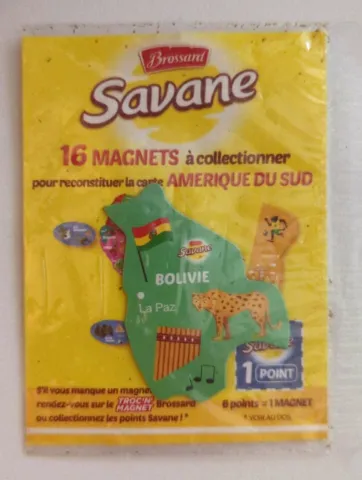 Brossard
Savane
16 MAGNETS à collectionner
pour reconstituer la carte AMERIQUE DU SUD
Brossard
Savane
BOLIVIE
La Paz
Savane
1 POINT
S'il vous manque un magnet
rendez-vous sur le TROC'N' MAGNET Brossard
ou collectionnez les points Savane ! *
6 points = 1 MAGNET
* VOIR AU DOS